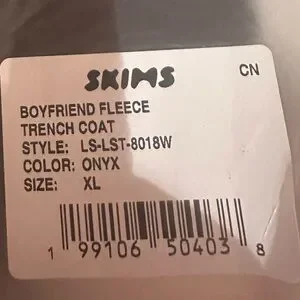 SKIMS
CN
BOYFRIEND FLEECE
TRENCH COAT
STYLE: LS-LST-8018W
COLOR: ONYX
SIZE: XL
1 99106 50403 8